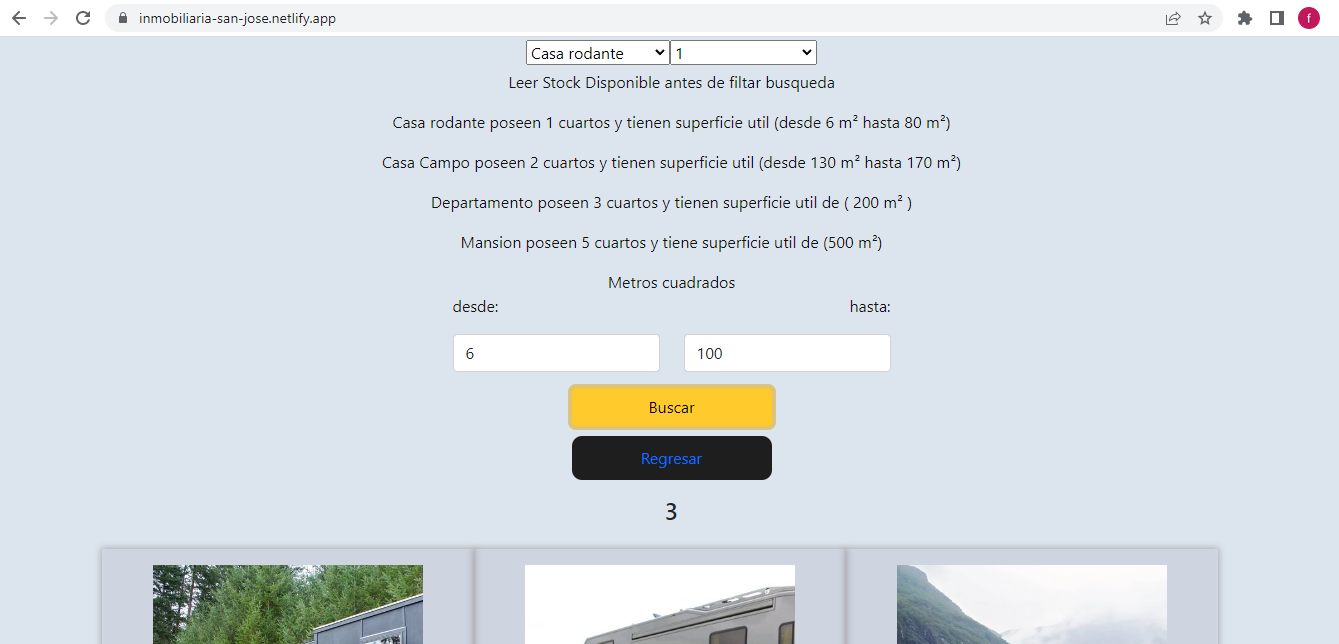 inmobiliaria-san-jose.netlify.app
f
Casa rodante 1
Leer Stock Disponible antes de filtar busqueda
Casa rodante poseen 1 cuartos y tienen superficie util (desde 6 m² hasta 80 m²)
Casa Campo poseen 2 cuartos y tienen superficie util (desde 130 m² hasta 170 m²)
Departamento poseen 3 cuartos y tienen superficie util de ( 200 m² )
Mansion poseen 5 cuartos y tiene superficie util de (500 m²)
Metros cuadrados
desde: hasta:
6 100
Buscar
Regresar
3